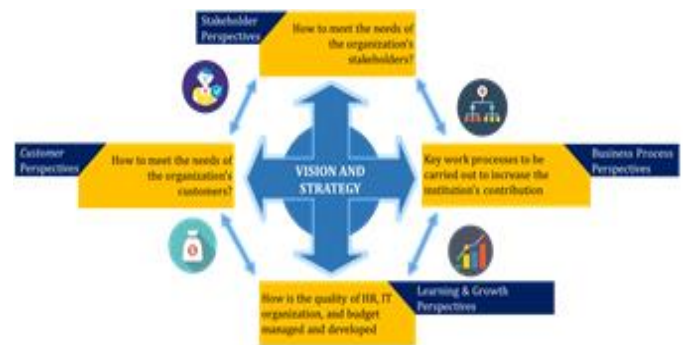 Stakeholder
Perspectives
How to meet the needs of
the organization's
stakeholders?
Customer
Perspectives
How to meet the needs of
the organization's
customers?
VISION AND
STRATEGY
Key work processes to be
carried out to increase the
institution's contribution
Business Process
Perspectives
How is the quality of HR, IT
organization, and budget
managed and developed
Learning & Growth
Perspectives